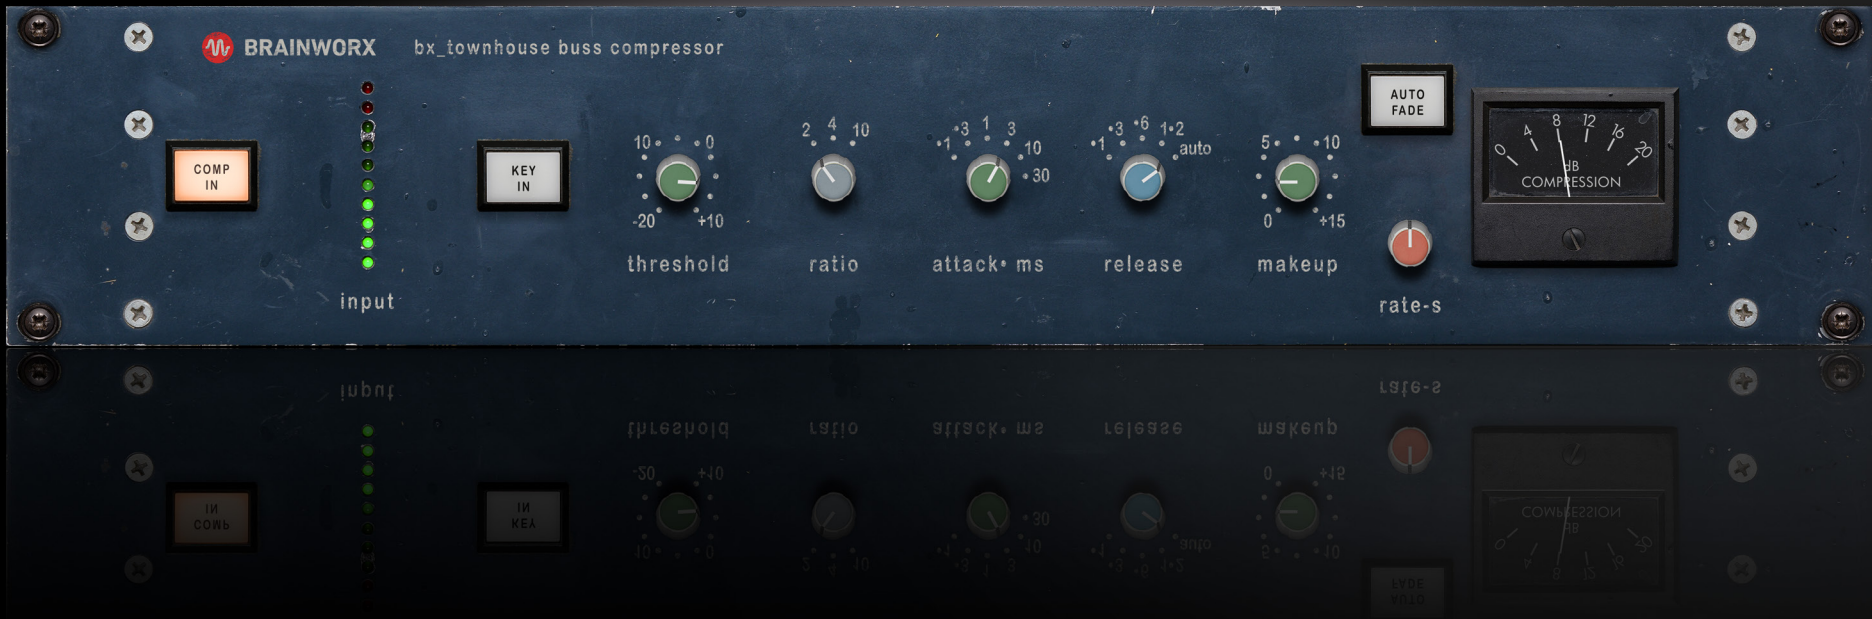 BRAINWORX bx_townhouse buss compressor
COMP
IN
input
KEY
IN
10 0
-20 +10
threshold
2 4 10
ratio
•1 •3 1 3 10 30
attack• ms
•1 •3 •6 1•2 auto
release
5 10
0 +15
makeup
AUTO
FADE
rate-s
0 4 8 12 16 20
dB
COMPRESSION